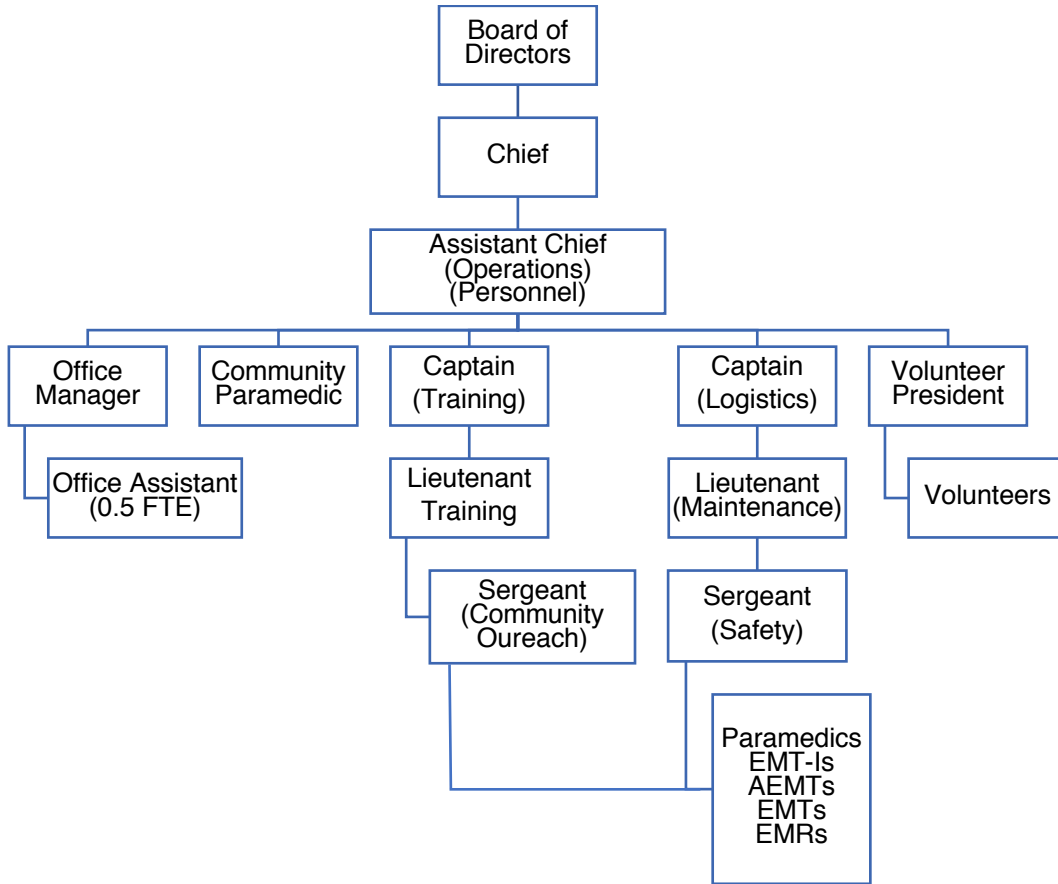 Board of
Directors
Chief
Assistant Chief
(Operations)
(Personnel)
Office
Manager
Community
Paramedic
Captain
(Training)
Captain
(Logistics)
Volunteer
President
Office Assistant
(0.5 FTE)
Lieutenant
Training
Lieutenant
(Maintenance)
Volunteers
Sergeant
(Community
Oureach)
Sergeant
(Safety)
Paramedics
EMT-Is
AEMTs
EMTs
EMRs